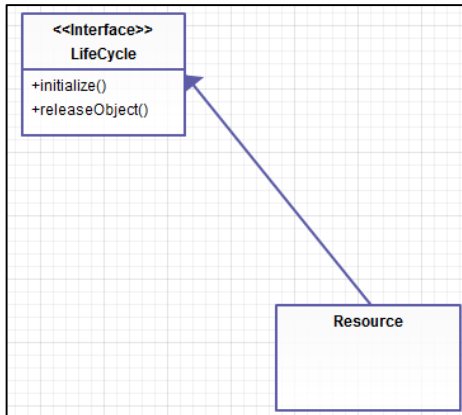 <<Interface>>
LifeCycle
+initialize()
+releaseObject()
Resource